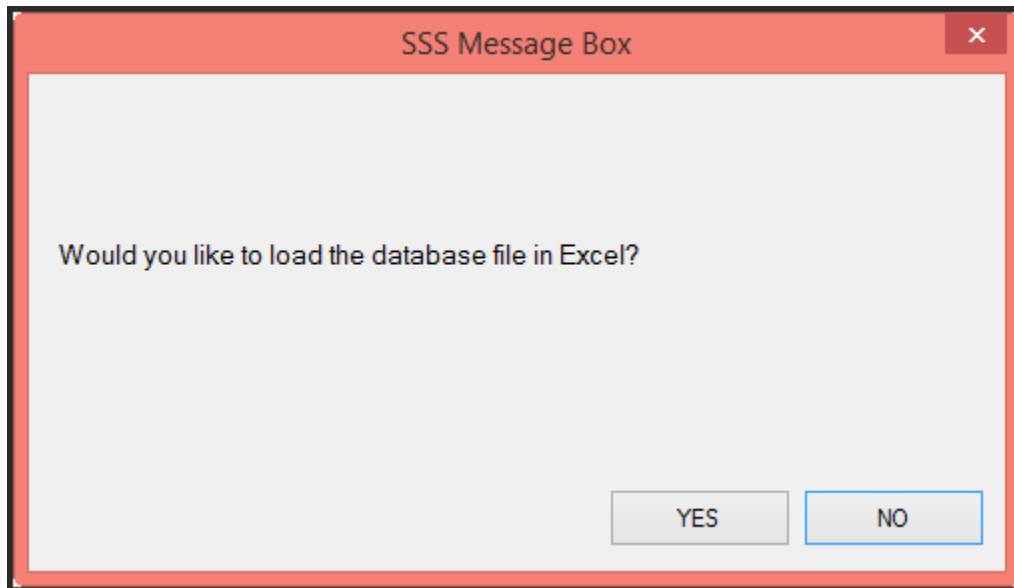 SSS Message Box
Would you like to load the database file in Excel?
YES
NO